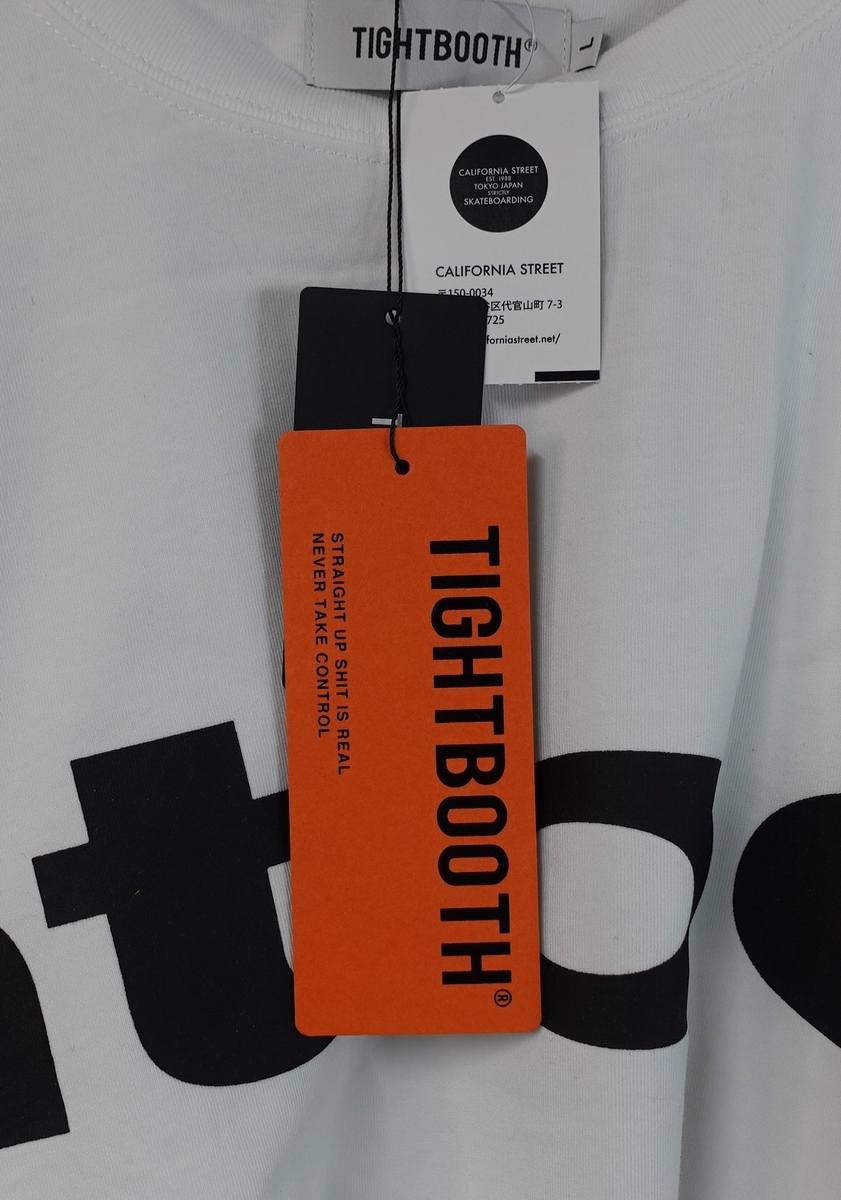 TIGHTBOOTH®
L
CALIFORNIA STREET
EST. 1988
TOKYO JAPAN
STRICTLY
SKATEBOARDING
CALIFORNIA STREET
〒150-0034
区代官山町 7-3
725
forniastreet.net/
TIGHTBOOTH®
STRAIGHT UP SHIT IS REAL
NEVER TAKE CONTROL